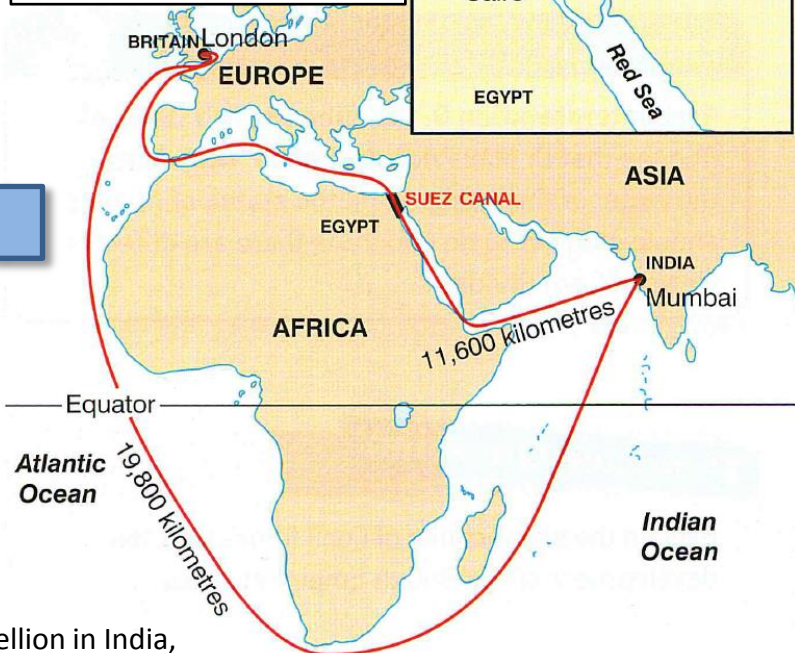 Cairo
Red Sea
EGYPT
BRITAIN London
EUROPE
ASIA
SUEZ CANAL
EGYPT
INDIA
Mumbai
AFRICA
11,600 kilometres
Equator
Atlantic
Ocean
19,800 kilometres
Indian
Ocean
ellion in India,